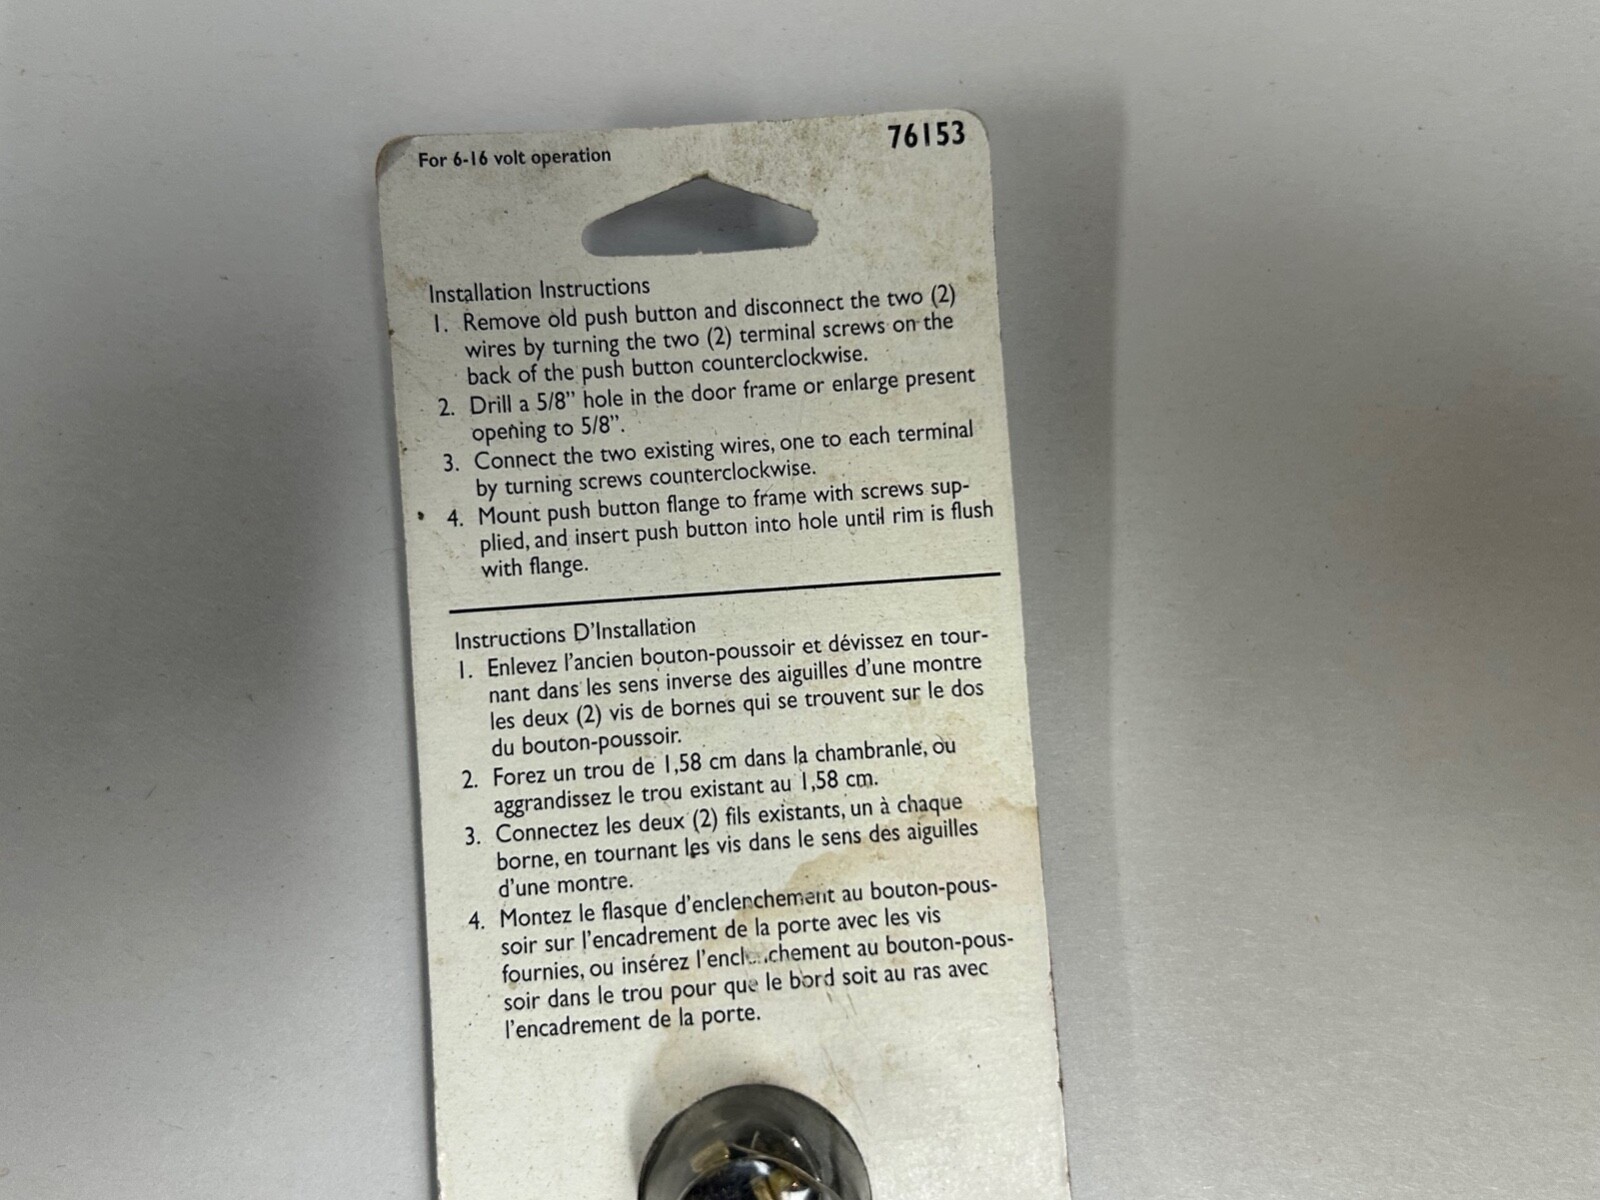 For 6-16 volt operation
76153
Installation Instructions
1. Remove old push button and disconnect the two (2)
wires by turning the two (2) terminal screws on the
back of the push button counterclockwise.
2. Drill a 5/8” hole in the door frame or enlarge present
opening to 5/8”.
3. Connect the two existing wires, one to each terminal
by turning screws counterclockwise.
4. Mount push button flange to frame with screws sup-
plied, and insert push button into hole until rim is flush
with flange.
Instructions D’Installation
1. Enlevez l’ancien bouton-poussoir et dévissez en tour-
nant dans les sens inverse des aiguilles d’une montre
les deux (2) vis de bornes qui se trouvent sur le dos
du bouton-poussoir.
2. Forez un trou de 1,58 cm dans la chambranle, ou
aggrandissez le trou existant au 1,58 cm.
3. Connectez les deux (2) fils existants, un à chaque
borne, en tournant les vis dans le sens des aiguilles
d’une montre.
4. Montez le flasque d’enclenchement au bouton-pous-
soir sur l’encadrement de la porte avec les vis
fournies, ou insérez l’enclenchement au bouton-pous-
soir dans le trou pour que le bord soit au ras avec
l’encadrement de la porte.